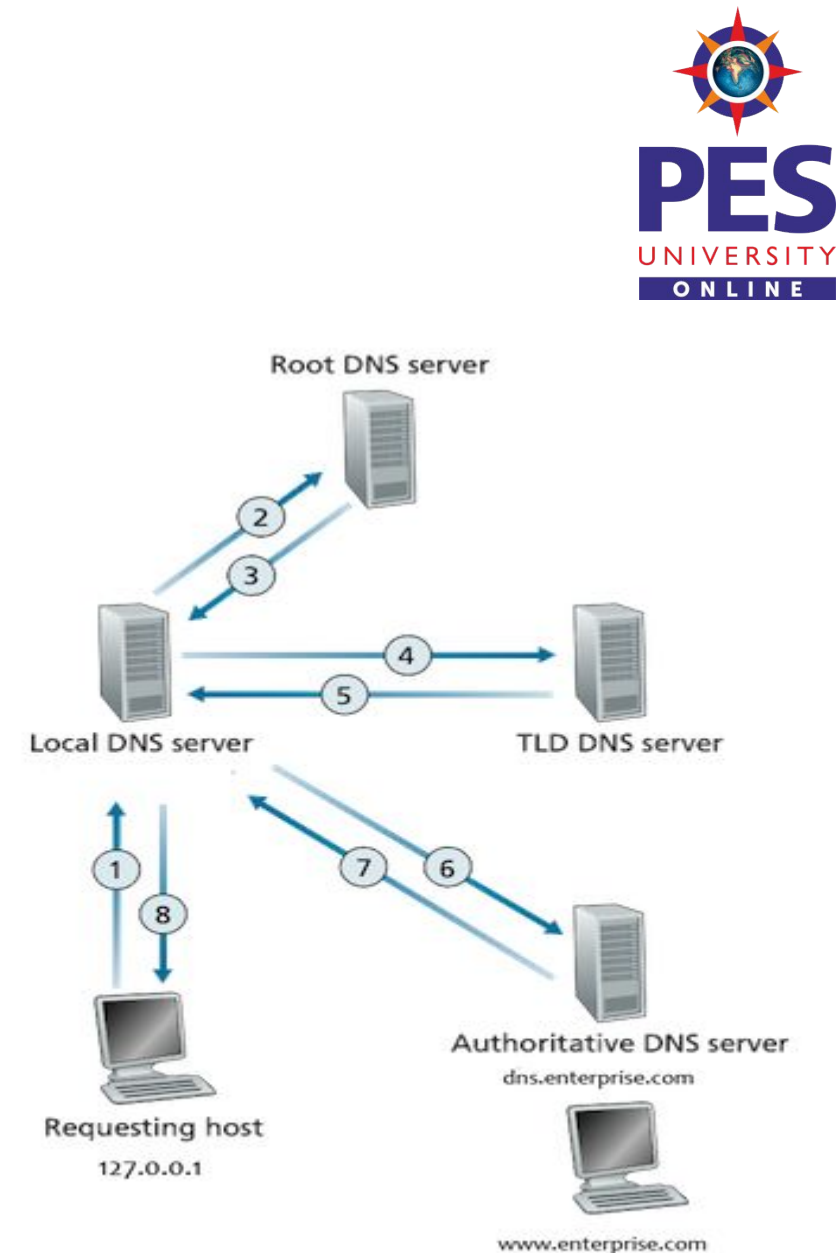 PES
UNIVERSITY
ONLINE
Root DNS server
2
3
4
5
Local DNS server
TLD DNS server
1
8
7
6
Requesting host
127.0.0.1
Authoritative DNS server
dns.enterprise.com
www.enterprise.com